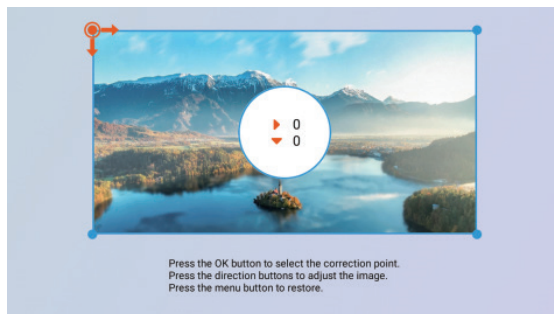 0
0
Press the OK button to select the correction point.
Press the direction buttons to adjust the image.
Press the menu button to restore.